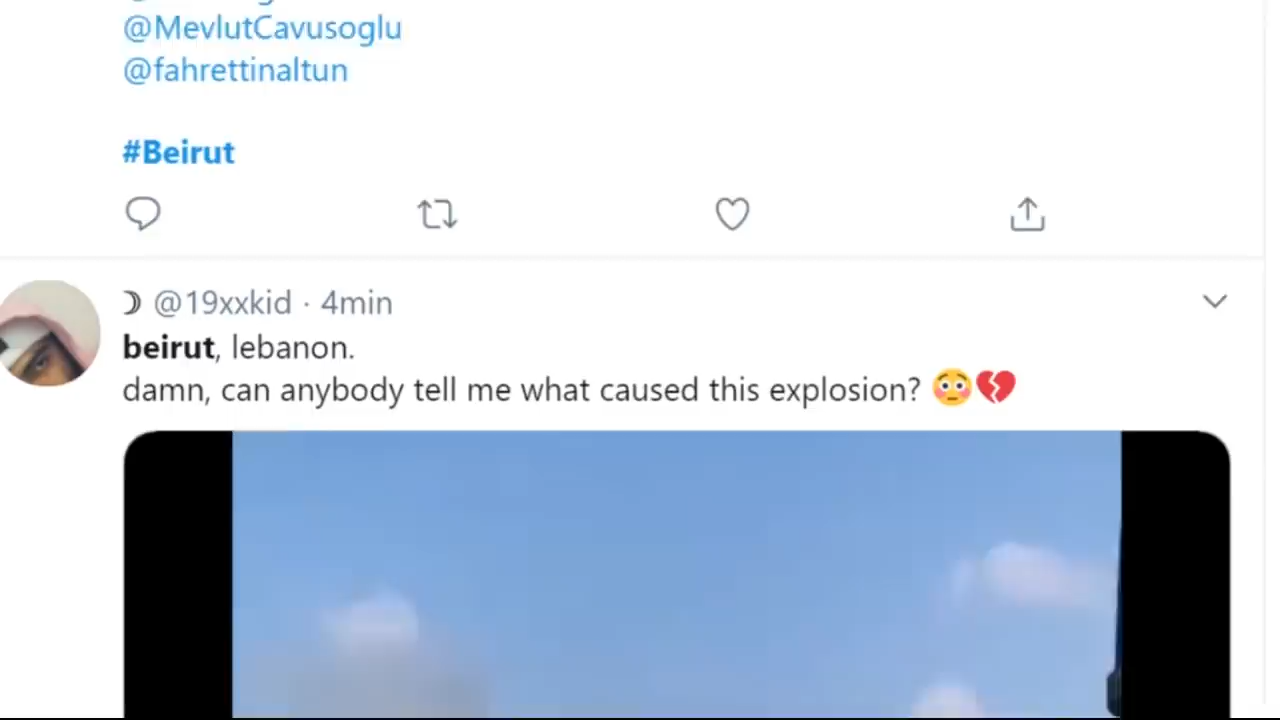 @MevlutCavusoglu
@fahrettinaltun
#Beirut
☽ @19xxkid · 4min
beirut, lebanon.
damn, can anybody tell me what caused this explosion? 😳💔